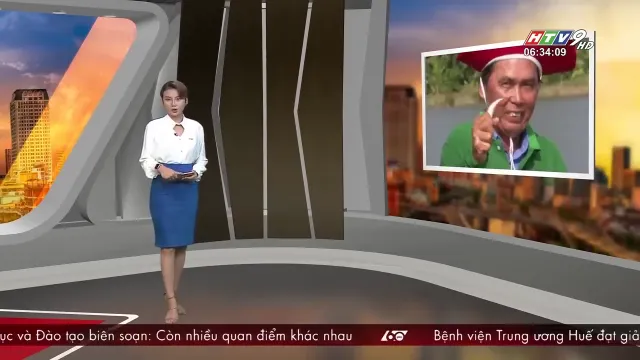 HTV9 HD
06:34:09
ục và Đào tạo biên soạn: Còn nhiều quan điểm khác nhau 60 Bệnh viện Trung ương Huế đạt giả